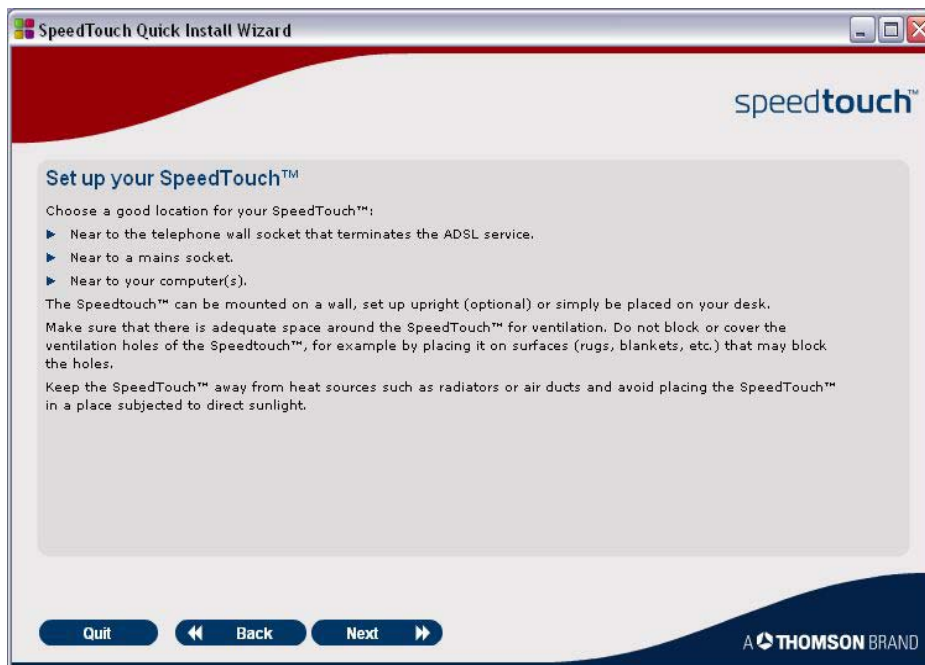 SpeedTouch Quick Install Wizard
speedtouch™
Set up your SpeedTouch™
Choose a good location for your SpeedTouch™:
Near to the telephone wall socket that terminates the ADSL service.
Near to a mains socket.
Near to your computer(s).
The Speedtouch™ can be mounted on a wall, set up upright (optional) or simply be placed on your desk.
Make sure that there is adequate space around the SpeedTouch™ for ventilation. Do not block or cover the
ventilation holes of the Speedtouch™, for example by placing it on surfaces (rugs, blankets, etc.) that may block
the holes.
Keep the SpeedTouch™ away from heat sources such as radiators or air ducts and avoid placing the SpeedTouch™
in a place subjected to direct sunlight.
Quit Back Next
A THOMSON BRAND